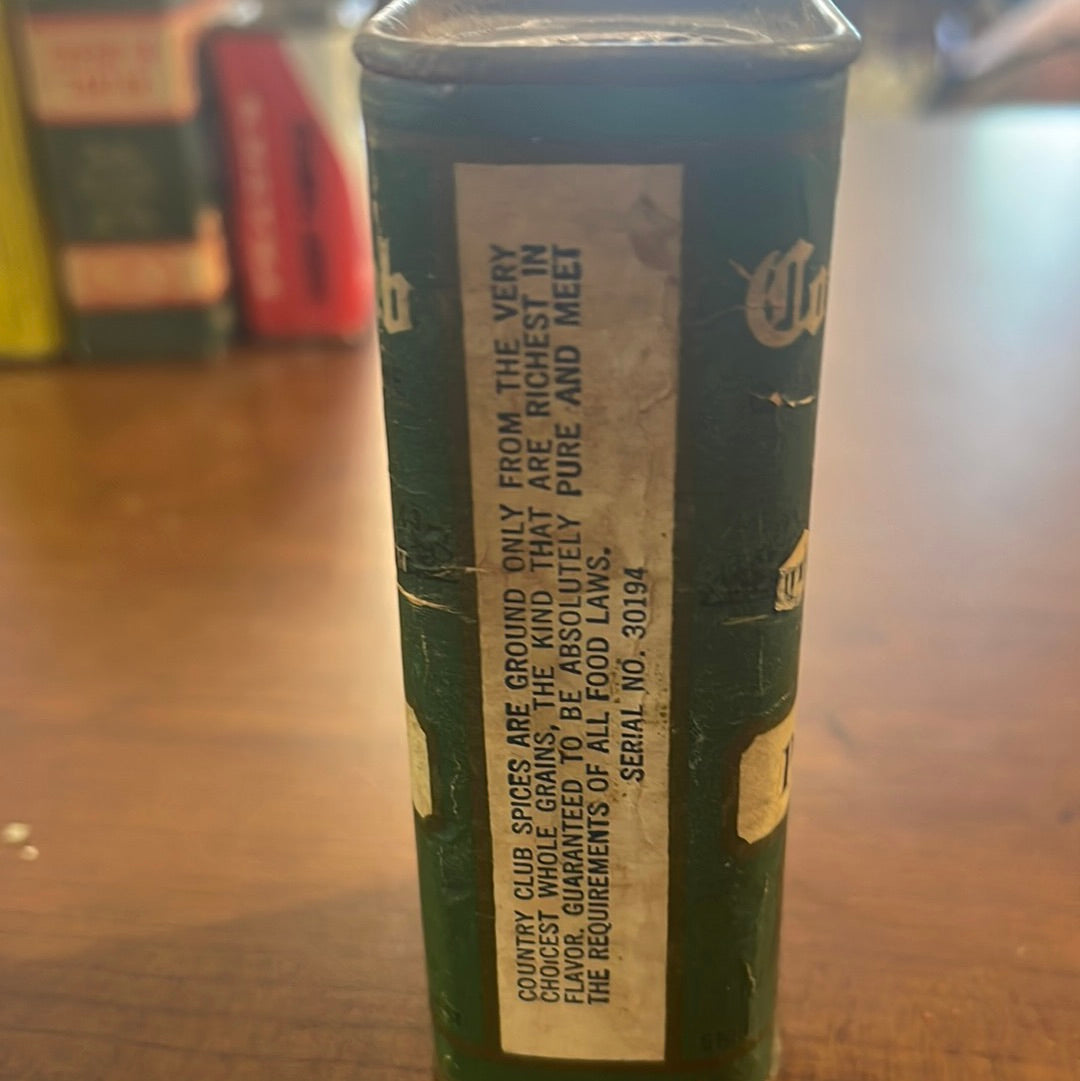 COUNTRY CLUB SPICES ARE GROUND ONLY FROM THE VERY
CHOICEST WHOLE GRAINS, THE KIND THAT ARE RICHEST IN
FLAVOR. GUARANTEED TO BE ABSOLUTELY PURE AND MEET
THE REQUIREMENTS OF ALL FOOD LAWS.
SERIAL NO. 30194
b
Co